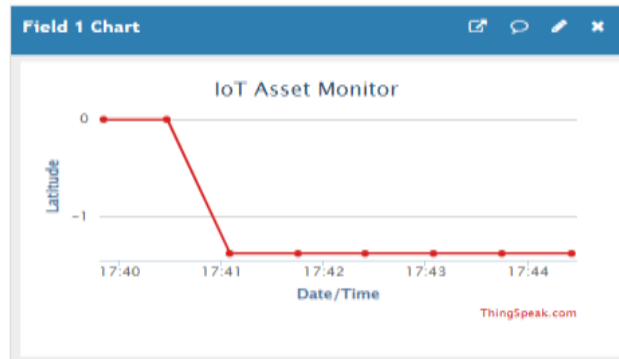 Field 1 Chart
IoT Asset Monitor
0
Latitude
-1
17:40 17:41 17:42 17:43 17:44
Date/Time
ThingSpeak.com